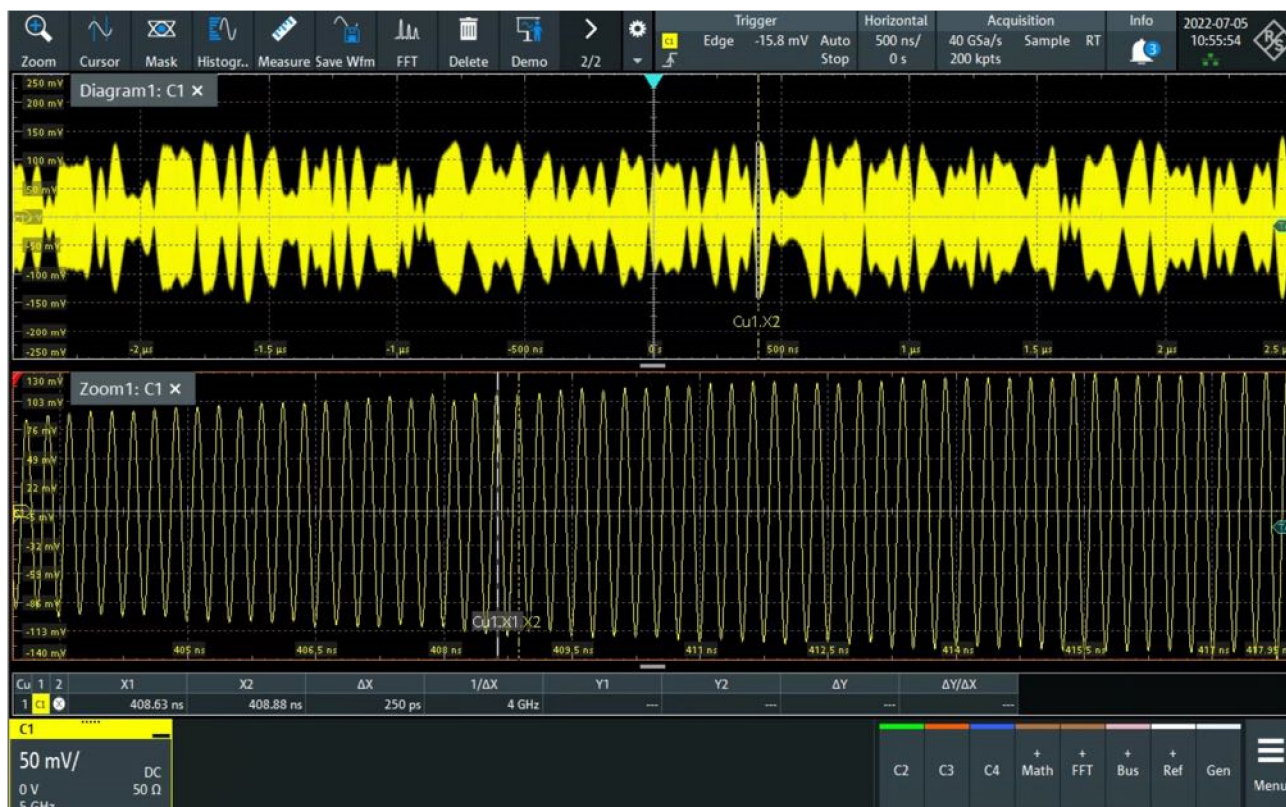 Trigger Horizontal Acquisition Info 2022-07-05
C1 Edge -15.8 mV Auto 500 ns/ 40 GSa/s Sample RT 3 10:55:54
Stop 0 s 200 kpts
Zoom Cursor Mask Histogr.. Measure Save Wfm FFT Delete Demo 2/2
Diagram1: C1 ×
250 mV
200 mV
150 mV
100 mV
50 mV
-50 mV
-100 mV
-150 mV
-200 mV
-250 mV
Cu1.X2
-2 µs -1.5 µs -1 µs -500 ns 0 s 500 ns 1 µs 1.5 µs 2 µs
Zoom1: C1 ×
130 mV
103 mV
76 mV
49 mV
22 mV
-5 mV
-32 mV
-59 mV
-86 mV
-113 mV
-140 mV
Cu1.X1 X2
405 ns 406.5 ns 408 ns 409.5 ns 411 ns 412.5 ns 414 ns 415.5 ns 417 ns
Cu 1 2 X1 X2 ΔX 1/ΔX Y1 Y2 ΔY ΔY/ΔX
1 C1 X 408.63 ns 408.88 ns 250 ps 4 GHz --- --- --- ---
C1
50 mV/ DC
0 V 50 Ω
5 GHz
C2 C3 C4 + Math + FFT + Bus + Ref Gen Menu